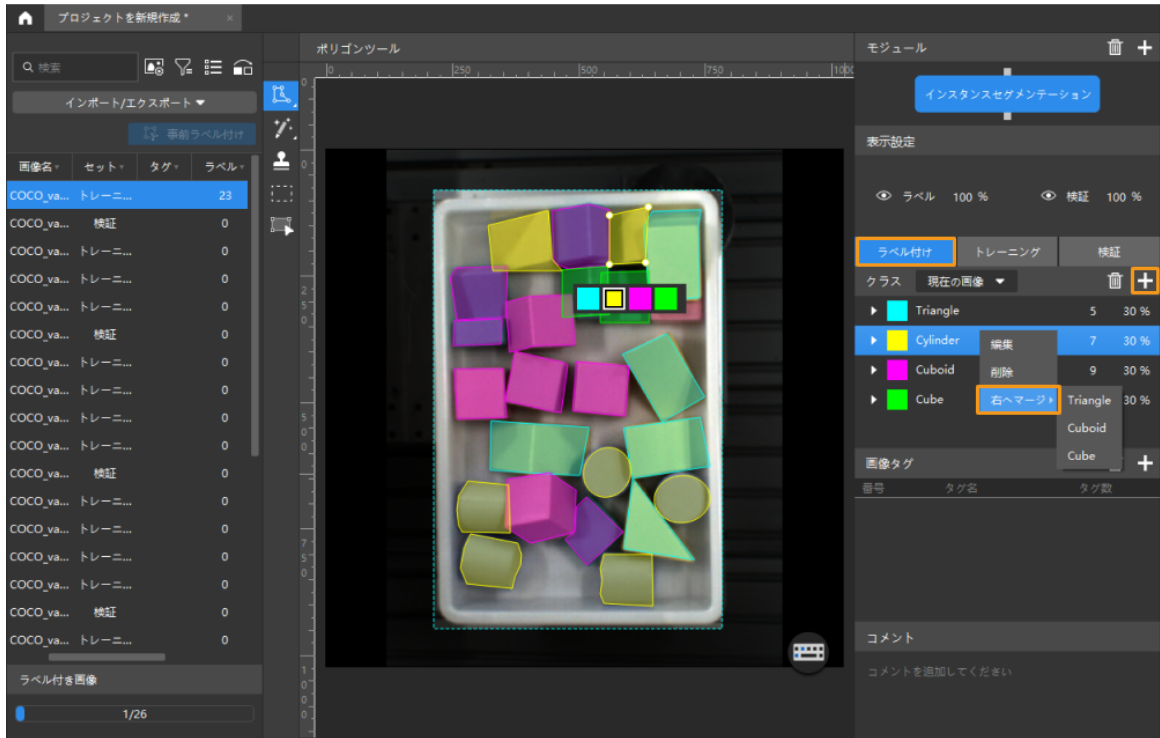 プロジェクトを新規作成 * ×
検索
インポート/エクスポート
事前ラベル付け
画像名 セット タグ ラベル
COCO_va... トレーニ... 23
COCO_va... 検証 0
COCO_va... トレーニ... 0
COCO_va... トレーニ... 0
COCO_va... トレーニ... 0
COCO_va... 検証 0
COCO_va... トレーニ... 0
COCO_va... トレーニ... 0
COCO_va... トレーニ... 0
COCO_va... トレーニ... 0
COCO_va... 検証 0
COCO_va... トレーニ... 0
COCO_va... トレーニ... 0
COCO_va... トレーニ... 0
COCO_va... トレーニ... 0
COCO_va... 検証 0
COCO_va... トレーニ... 0
ラベル付き画像
1/26
ポリゴンツール
0 250 500 750 1000
0
250
500
750
1000
モジュール
インスタンスセグメンテーション
表示設定
ラベル 100 % 検証 100 %
ラベル付け トレーニング 検証
クラス 現在の画像
Triangle 5 30 %
Cylinder 7 30 %
Cuboid 9 30 %
Cube 30 %
編集
削除
右へマージ
Triangle
Cuboid
Cube
画像タグ
番号 タグ名 タグ数
コメント
コメントを追加してください